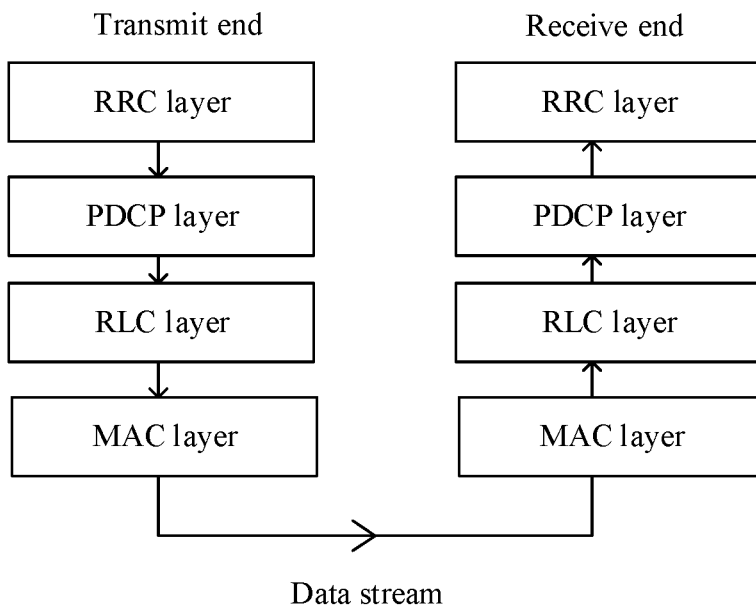 Transmit end
Receive end
RRC layer
RRC layer
PDCP layer
PDCP layer
RLC layer
RLC layer
MAC layer
MAC layer
Data stream